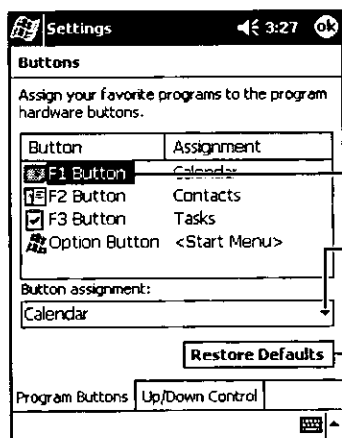 Settings 3:27 ok
Buttons
Assign your favorite programs to the program
hardware buttons.
Button Assignment
F1 Button Calendar
F2 Button Contacts
F3 Button Tasks
Option Button <Start Menu>
Button assignment:
Calendar
Restore Defaults
Program Buttons Up/Down Control